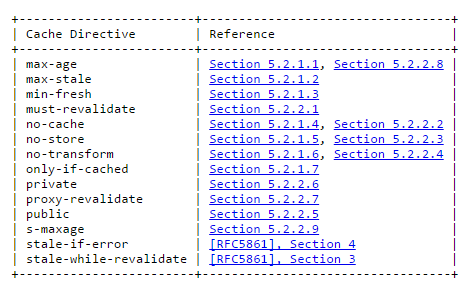 +------------------------+----------------------------------+
| Cache Directive        | Reference                        |
+------------------------+----------------------------------+
| max-age                | Section 5.2.1.1, Section 5.2.2.8 |
| max-stale              | Section 5.2.1.2                  |
| min-fresh              | Section 5.2.1.3                  |
| must-revalidate        | Section 5.2.2.1                  |
| no-cache               | Section 5.2.1.4, Section 5.2.2.2 |
| no-store               | Section 5.2.1.5, Section 5.2.2.3 |
| no-transform           | Section 5.2.1.6, Section 5.2.2.4 |
| only-if-cached         | Section 5.2.1.7                  |
| private                | Section 5.2.2.6                  |
| proxy-revalidate       | Section 5.2.2.7                  |
| public                 | Section 5.2.2.5                  |
| s-maxage               | Section 5.2.2.9                  |
| stale-if-error         | [RFC5861], Section 4             |
| stale-while-revalidate | [RFC5861], Section 3             |
+------------------------+----------------------------------+